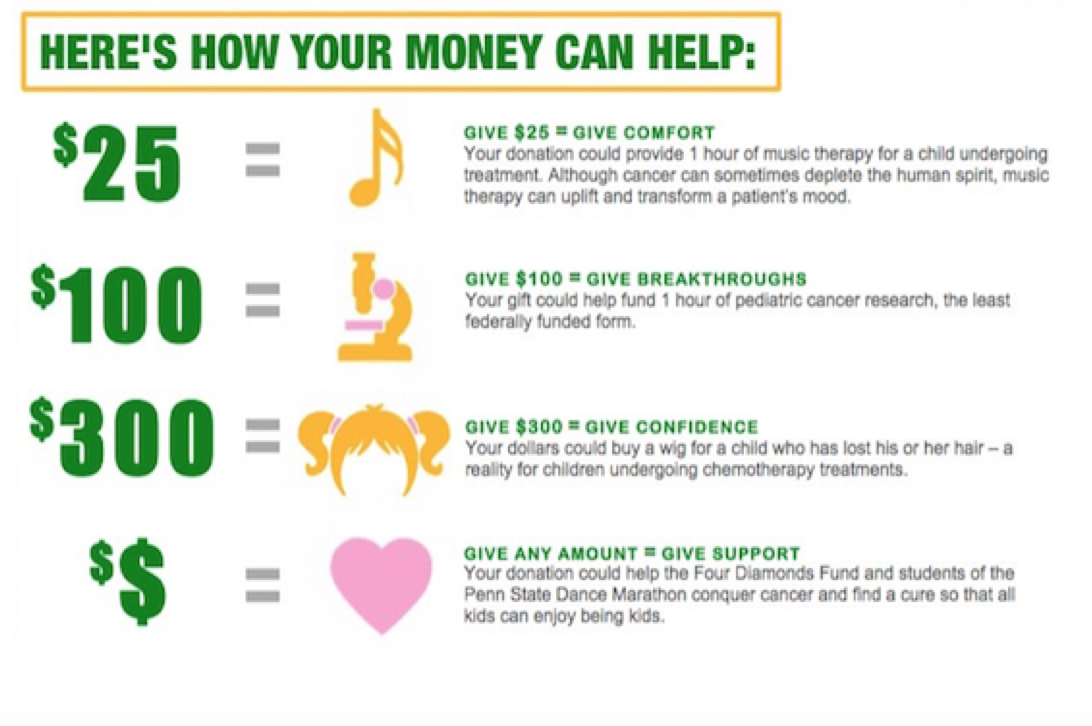 HERE'S HOW YOUR MONEY CAN HELP:
$25 =
GIVE $25 = GIVE COMFORT
Your donation could provide 1 hour of music therapy for a child undergoing
treatment. Although cancer can sometimes deplete the human spirit, music
therapy can uplift and transform a patient's mood.
$100 =
GIVE $100 = GIVE BREAKTHROUGHS
Your gift could help fund 1 hour of pediatric cancer research, the least
federally funded form.
$300 =
GIVE $300 = GIVE CONFIDENCE
Your dollars could buy a wig for a child who has lost his or her hair – a
reality for children undergoing chemotherapy treatments.
$$ =
GIVE ANY AMOUNT = GIVE SUPPORT
Your donation could help the Four Diamonds Fund and students of the
Penn State Dance Marathon conquer cancer and find a cure so that all
kids can enjoy being kids.